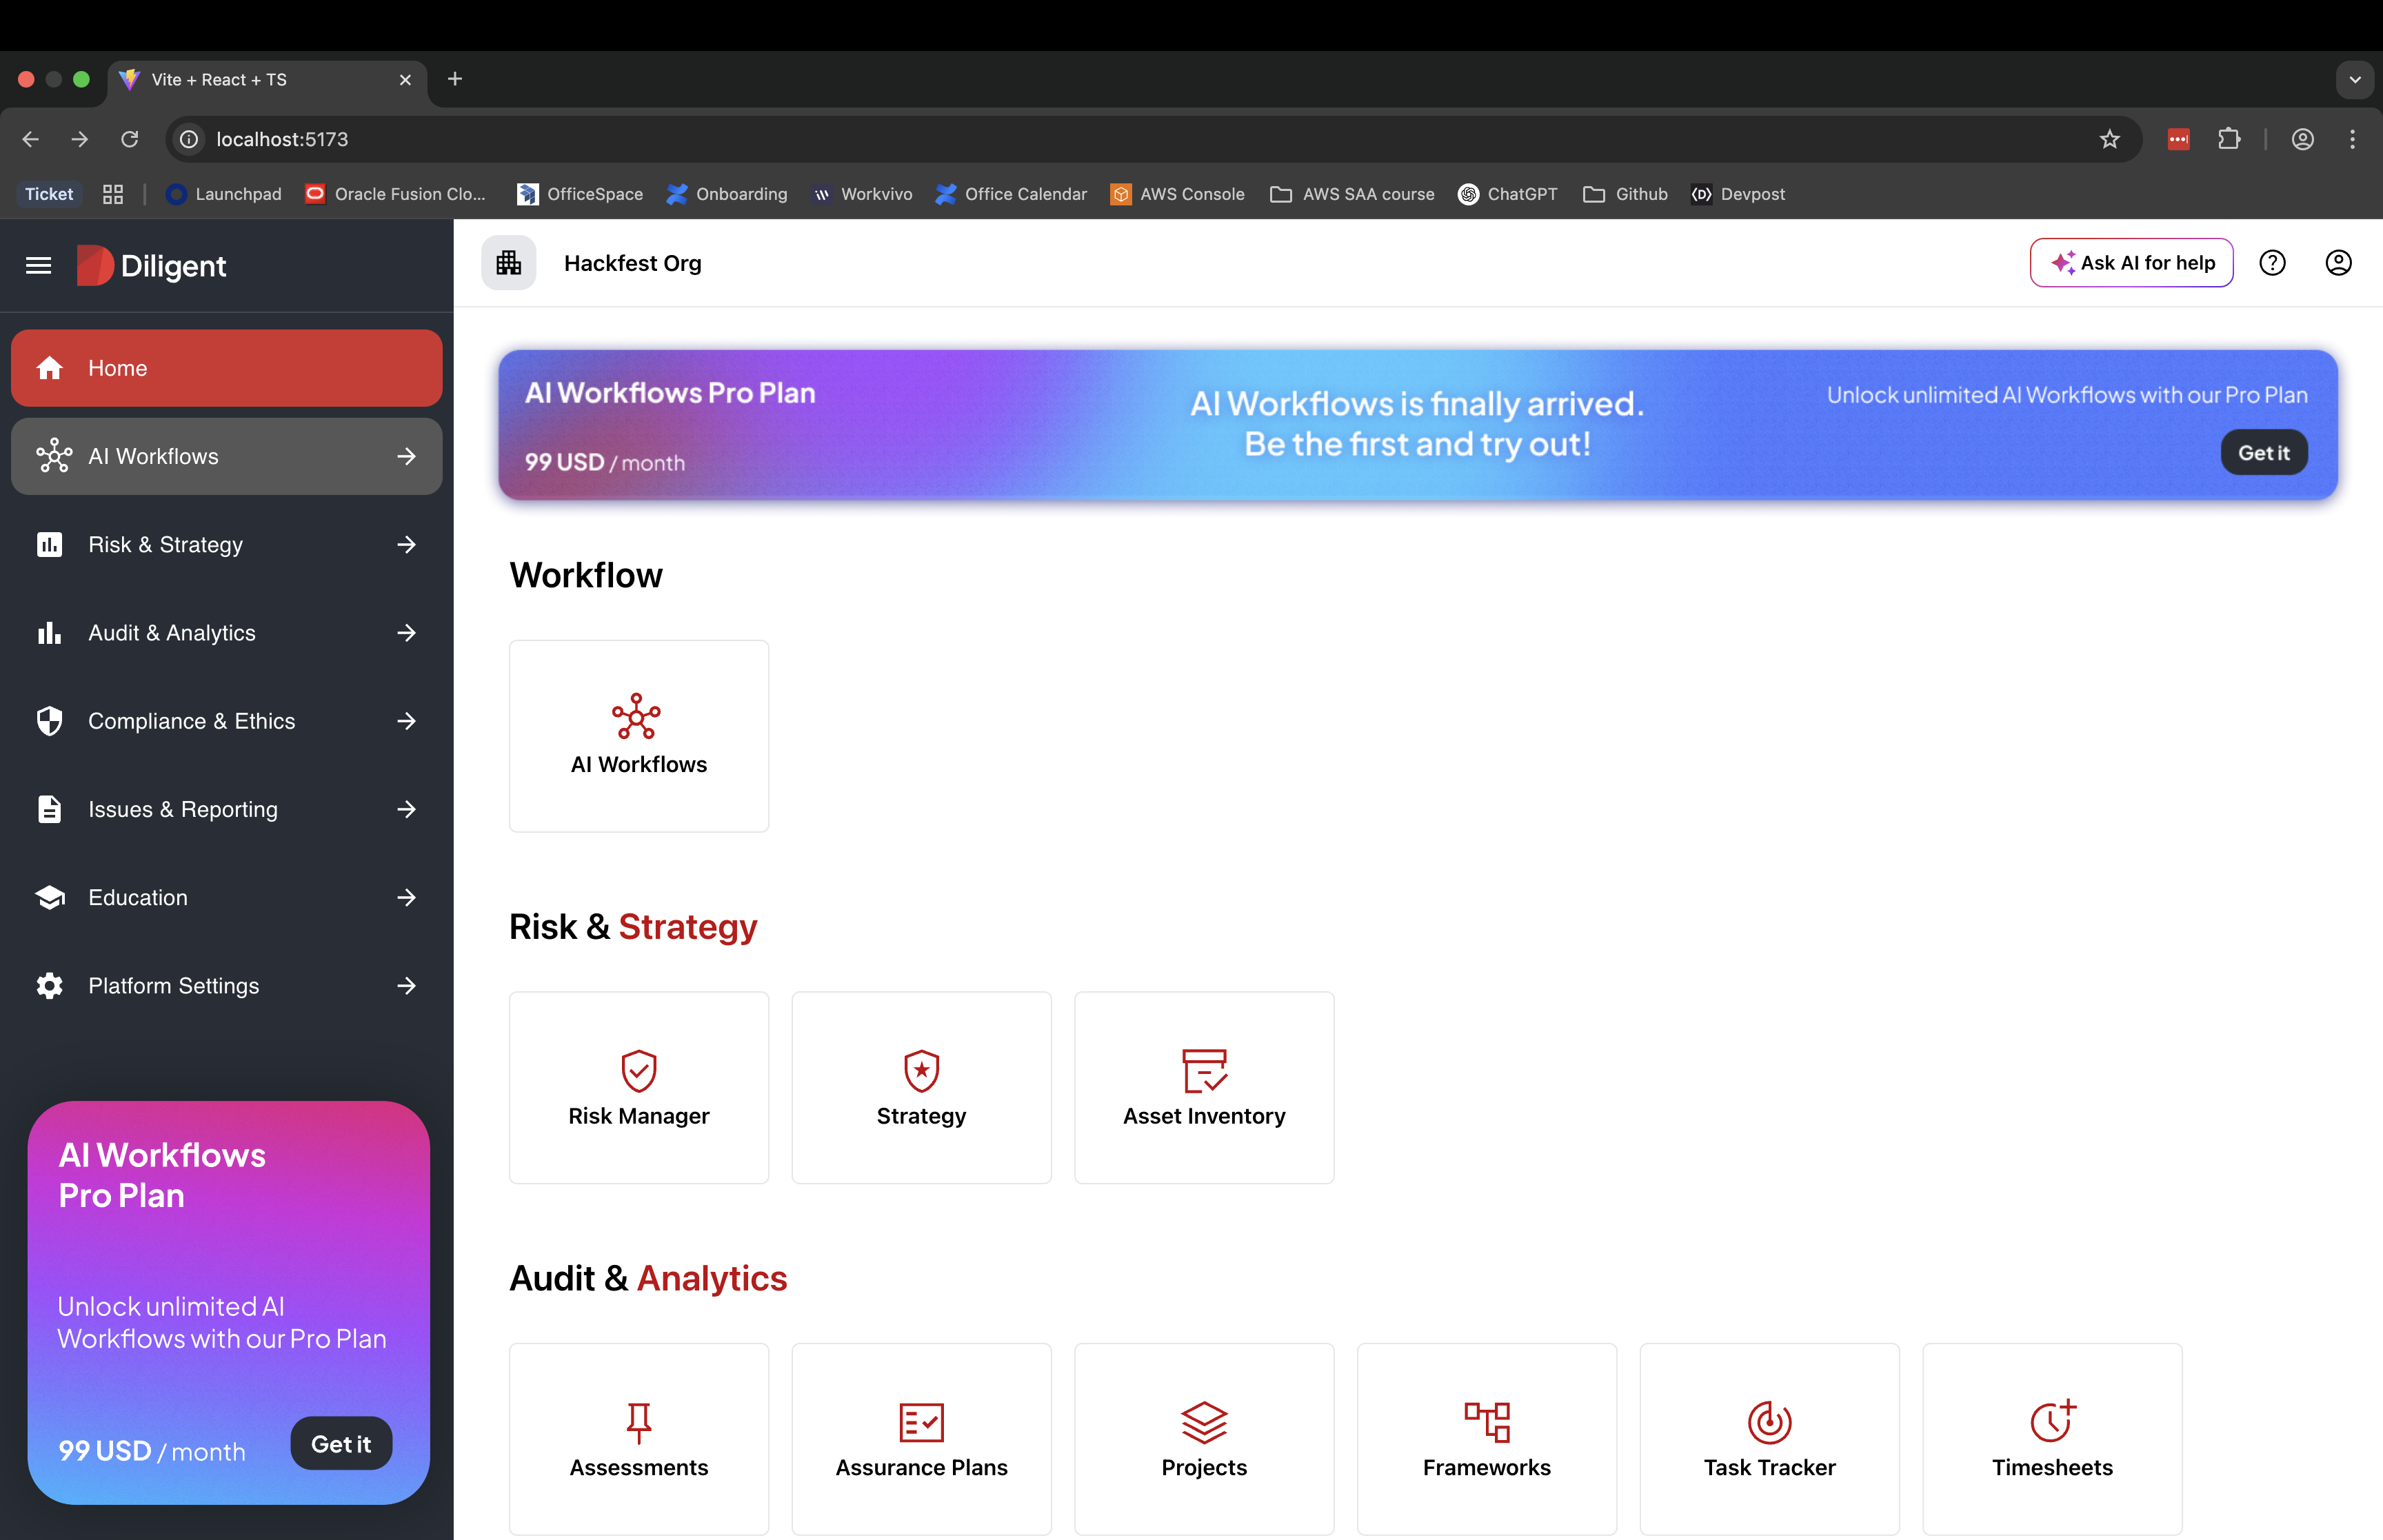 Vite + React + TS
localhost:5173
Ticket
Launchpad
Oracle Fusion Clo...
OfficeSpace
Onboarding
Workvivo
Office Calendar
AWS Console
AWS SAA course
ChatGPT
Github
Devpost
Diligent
Home
AI Workflows
Risk & Strategy
Audit & Analytics
Compliance & Ethics
Issues & Reporting
Education
Platform Settings
AI Workflows
Pro Plan
Unlock unlimited AI
Workflows with our Pro Plan
99 USD / month
Get it
Hackfest Org
Ask AI for help
AI Workflows Pro Plan
99 USD / month
AI Workflows is finally arrived.
Be the first and try out!
Unlock unlimited AI Workflows with our Pro Plan
Get it
Workflow
AI Workflows
Risk & Strategy
Risk Manager
Strategy
Asset Inventory
Audit & Analytics
Assessments
Assurance Plans
Projects
Frameworks
Task Tracker
Timesheets